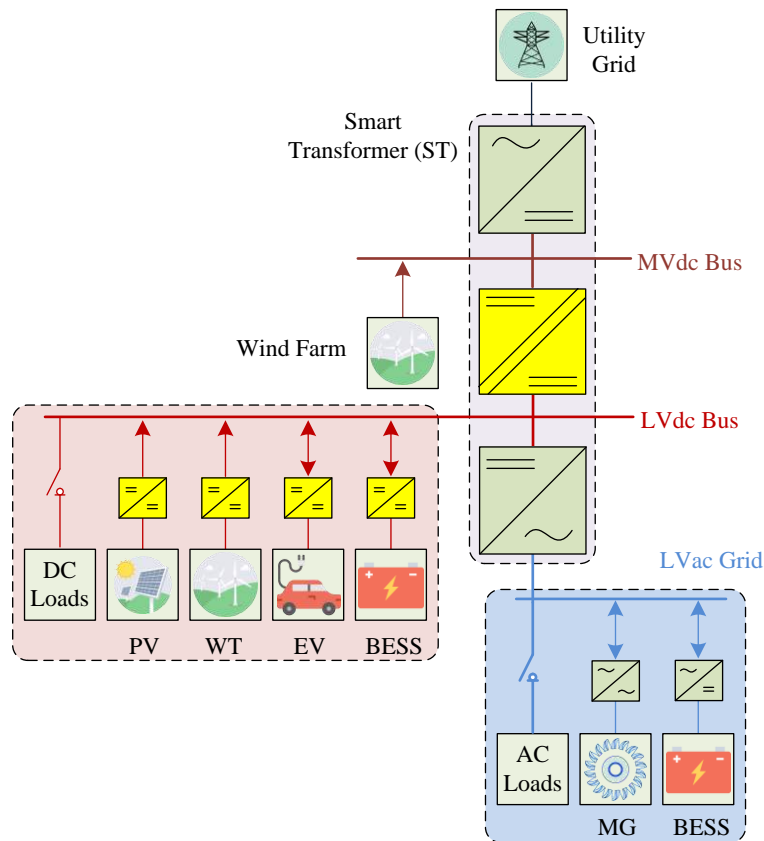 Utility
Grid
Smart
Transformer (ST)
MVdc Bus
Wind Farm
LVdc Bus
DC
Loads
PV
WT
EV
BESS
LVac Grid
AC
Loads
MG
BESS